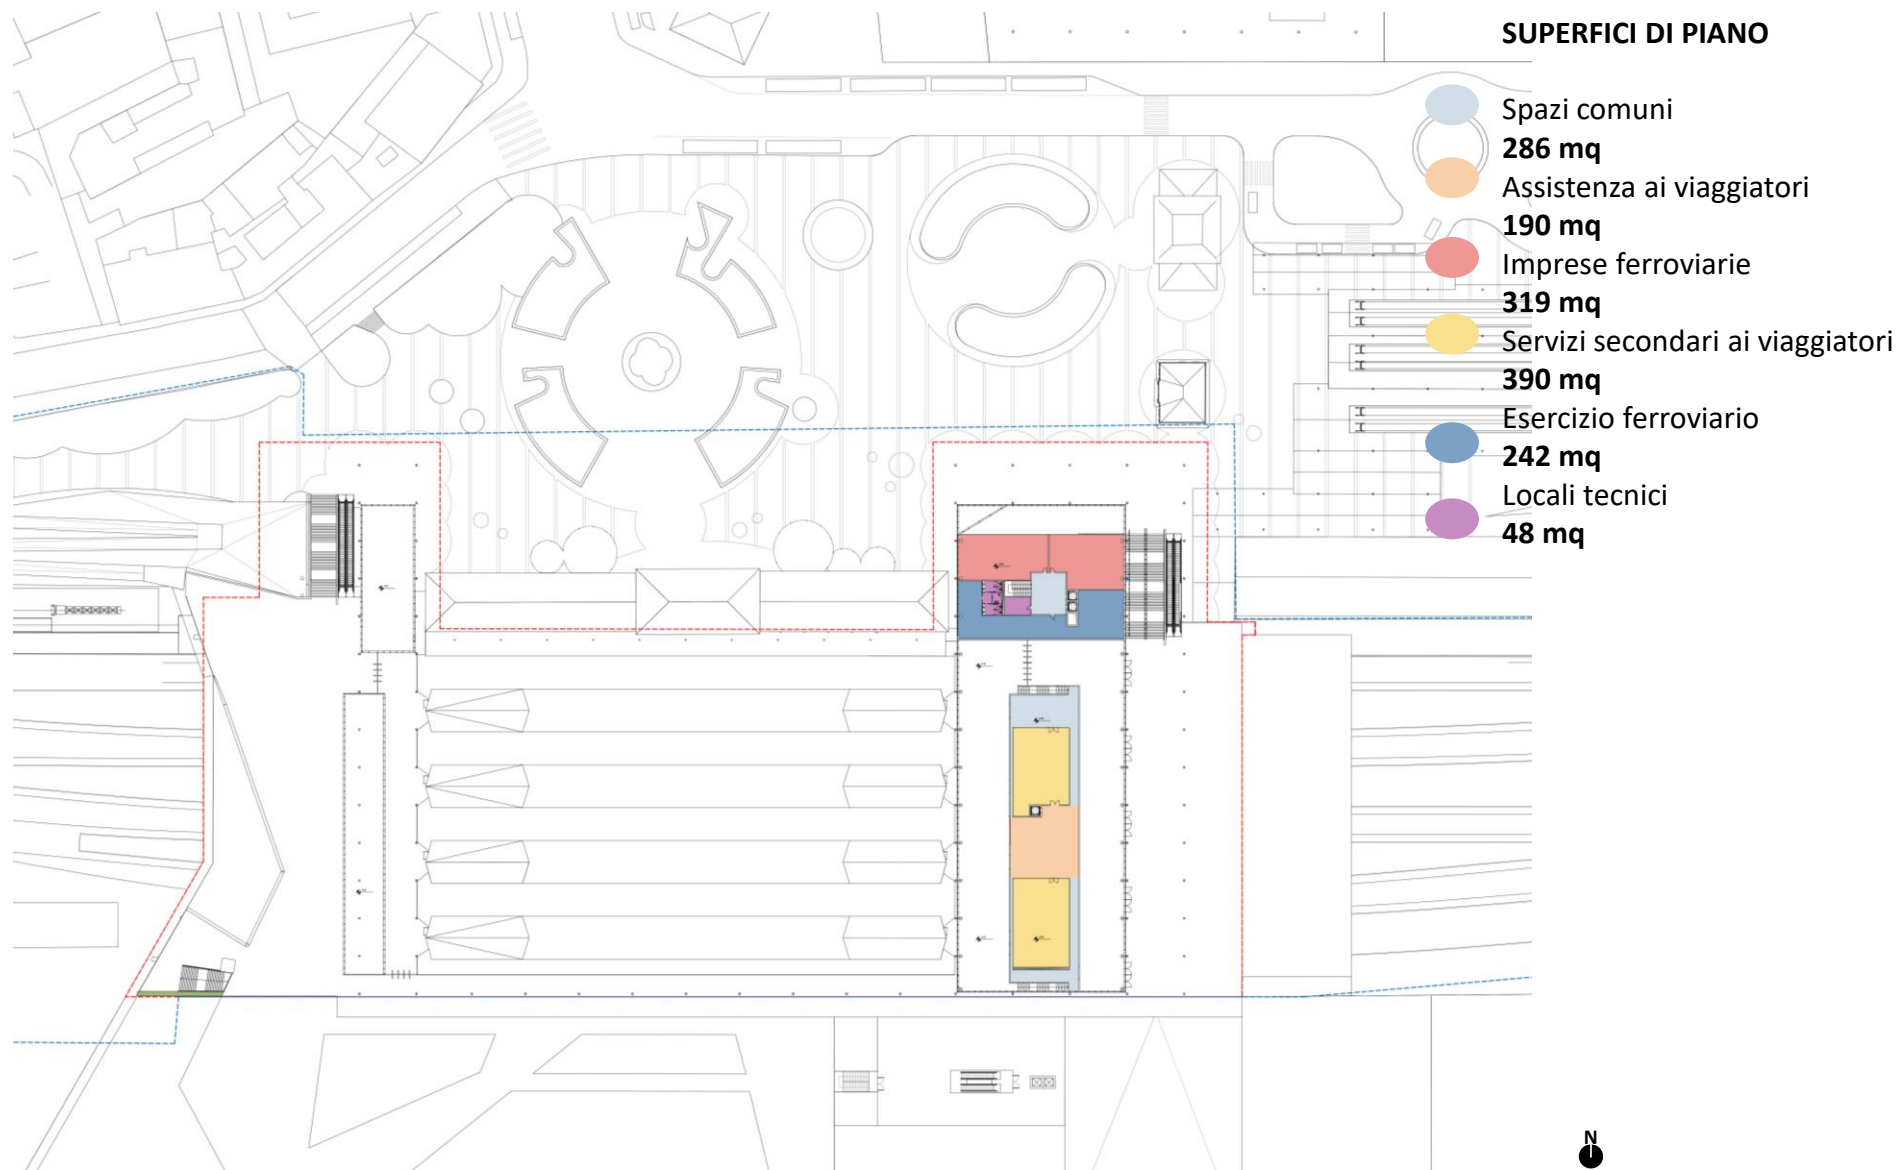 SUPERFICI DI PIANO
Spazi comuni
286 mq
Assistenza ai viaggiatori
190 mq
Imprese ferroviarie
319 mq
Servizi secondari ai viaggiatori
390 mq
Esercizio ferroviario
242 mq
Locali tecnici
48 mq
N